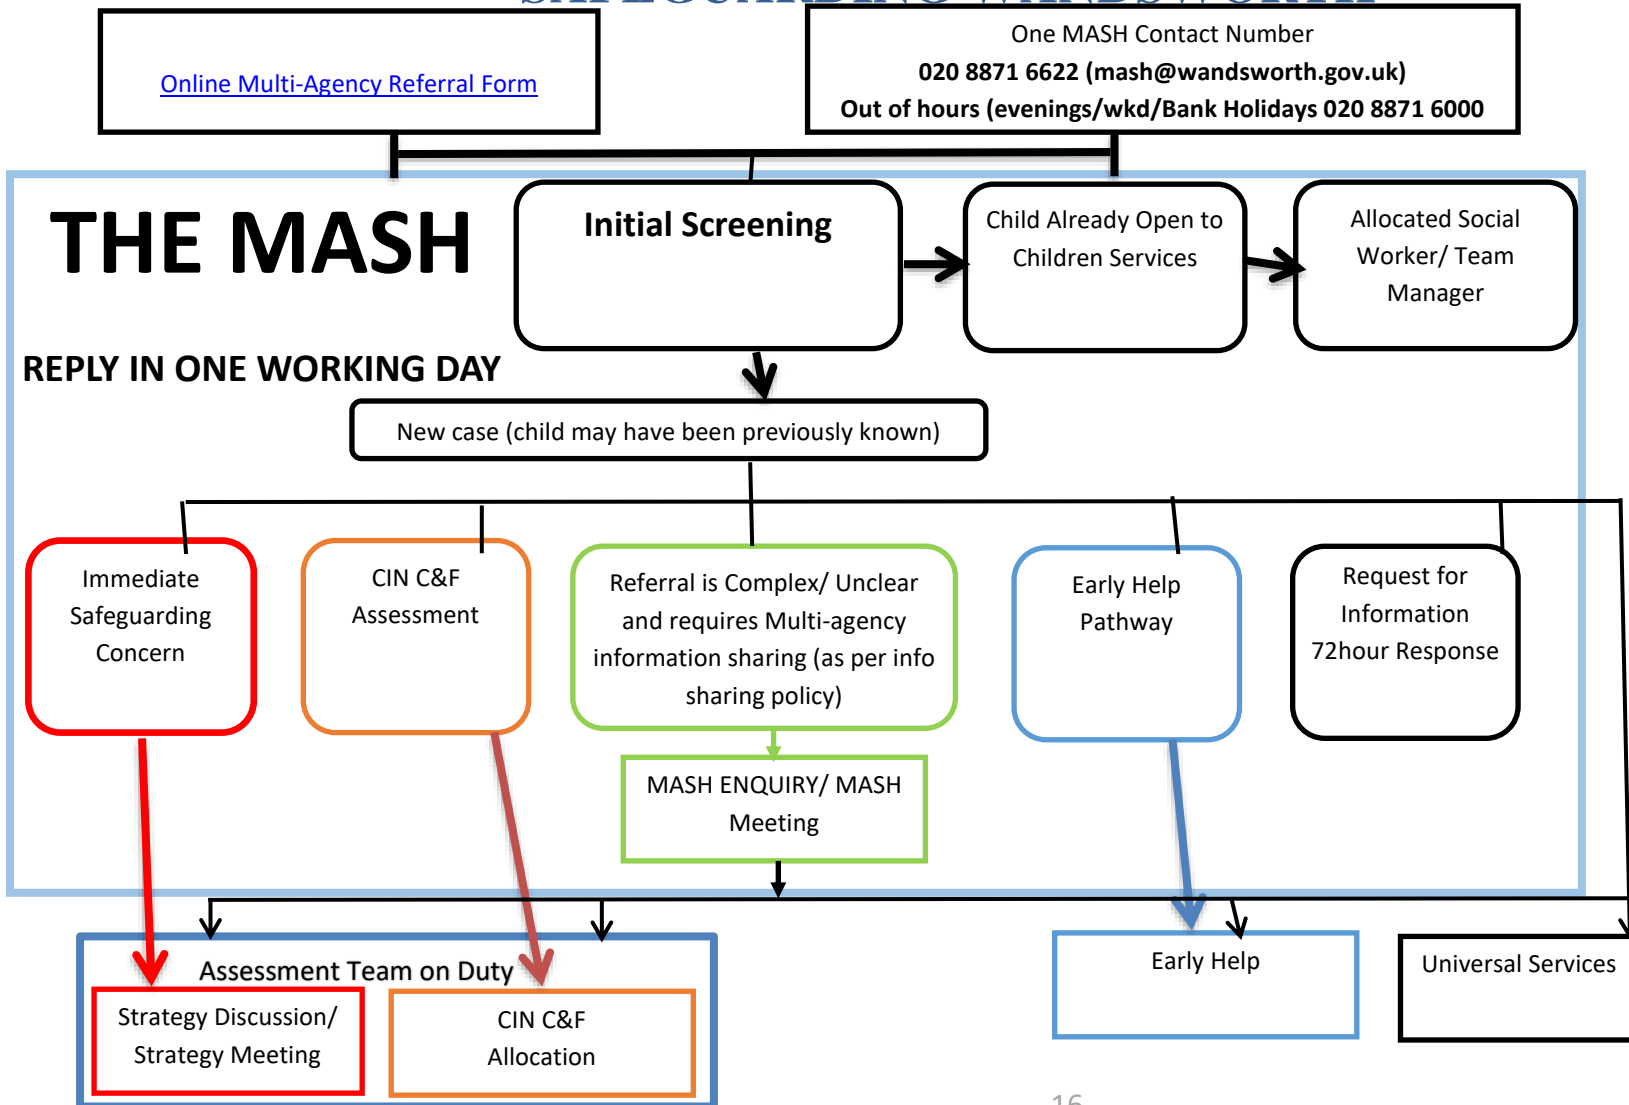 SAFEGUARDING WANDSWORTH
Online Multi-Agency Referral Form
One MASH Contact Number
020 8871 6622 (mash@wandsworth.gov.uk)
Out of hours (evenings/wkd/Bank Holidays 020 8871 6000
THE MASH
Initial Screening
Child Already Open to
Children Services
Allocated Social
Worker/ Team
Manager
REPLY IN ONE WORKING DAY
New case (child may have been previously known)
Immediate
Safeguarding
Concern
CIN C&F
Assessment
Referral is Complex/ Unclear
and requires Multi-agency
information sharing (as per info
sharing policy)
Early Help
Pathway
Request for
Information
72hour Response
MASH ENQUIRY/ MASH
Meeting
Assessment Team on Duty
Strategy Discussion/
Strategy Meeting
CIN C&F
Allocation
Early Help
Universal Services
16